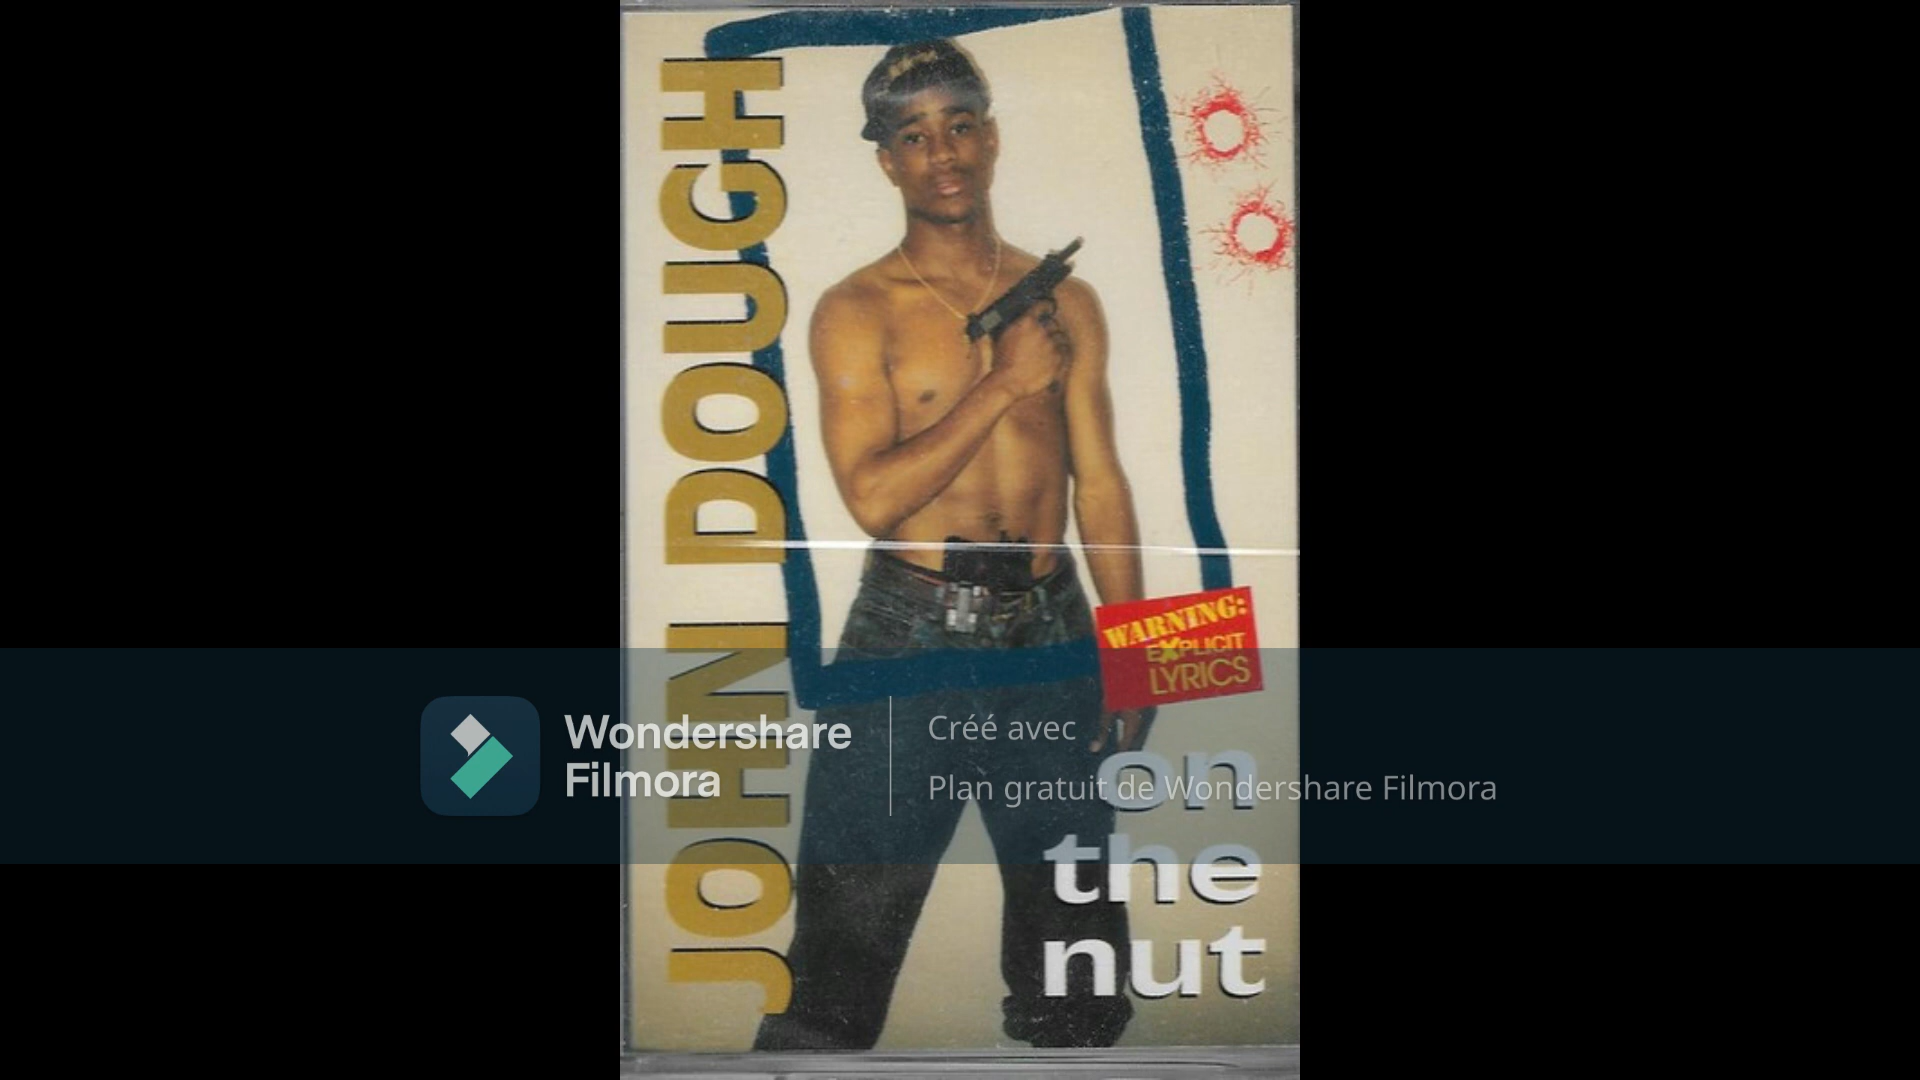 JOHN DOUGH
WARNING:
EXPLICIT
LYRICS
Wondershare
Filmora
Créé avec
Plan gratuit de Wondershare Filmora
on
the
nut